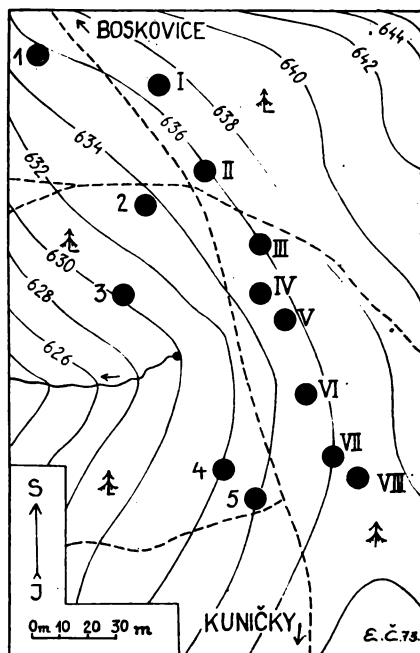 BOSKOVICE
644
642
640
638
636
634
632
630
628
626
1
I
II
2
III
3
IV
V
VI
4
VII
5
VIII
S
J
0m 10 20 30 m
KUNIČKY
E.Č.73.